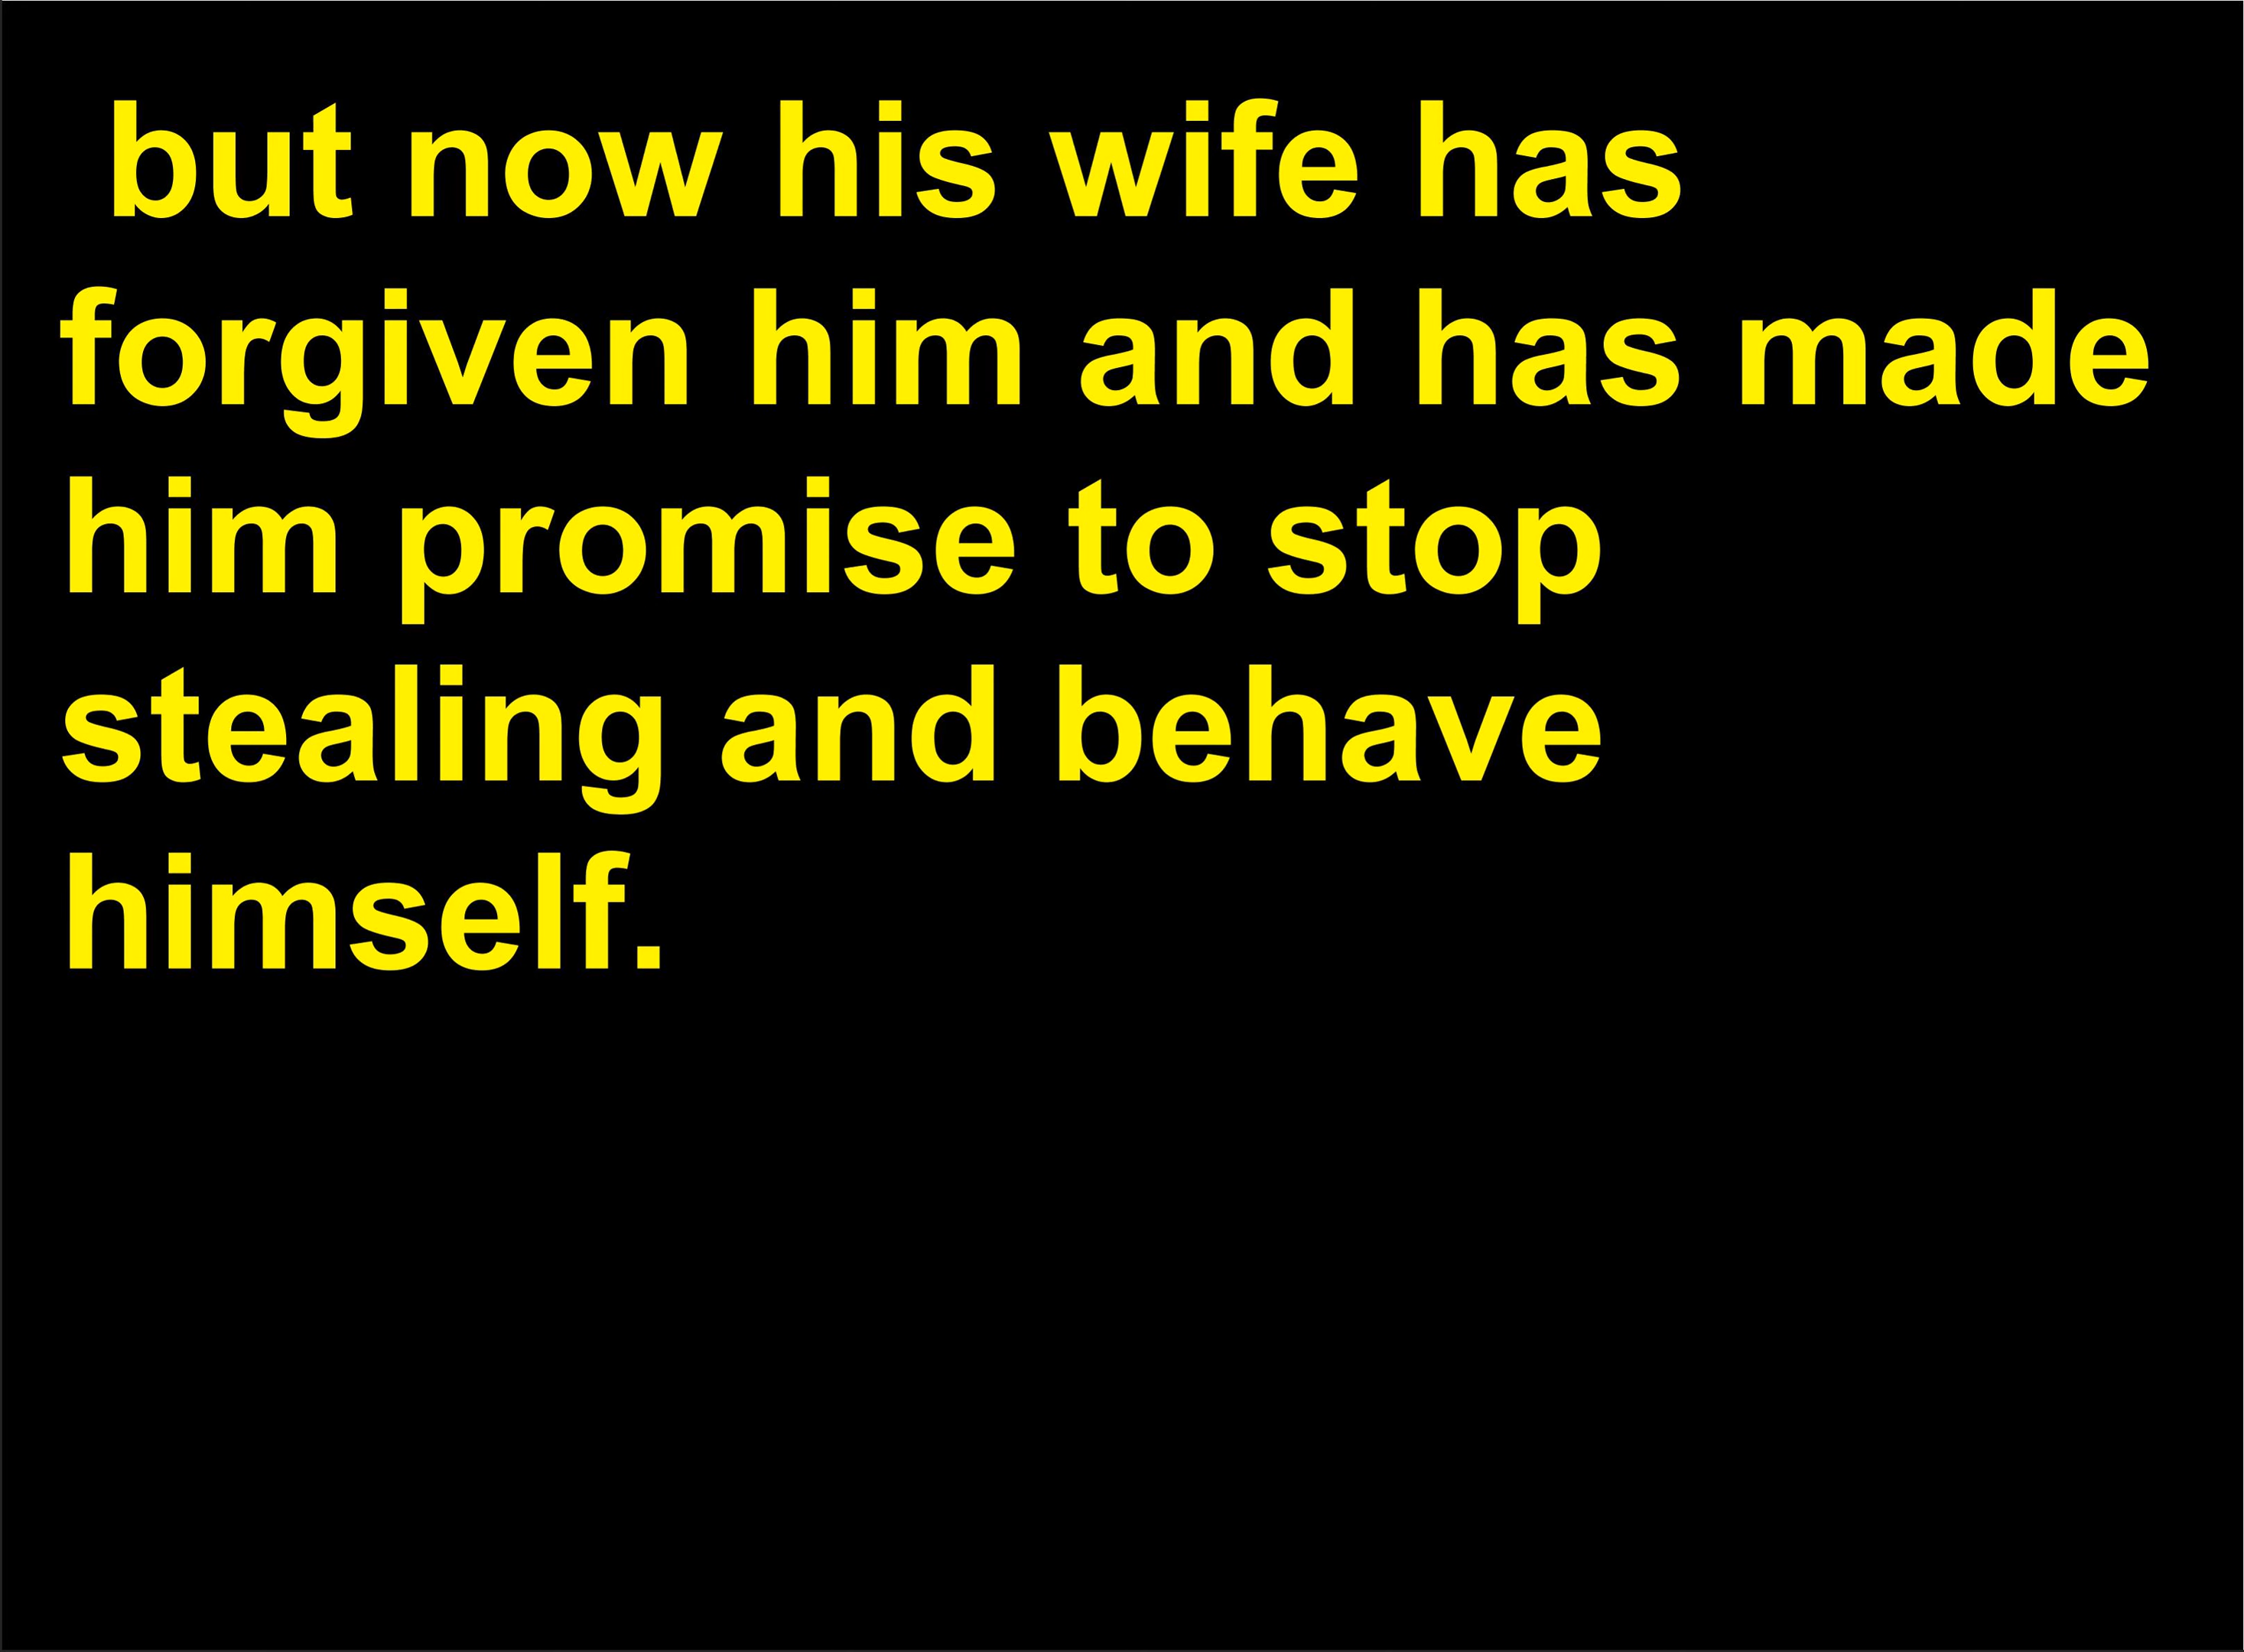 but now his wife has
forgiven him and has made
him promise to stop
stealing and behave
himself.